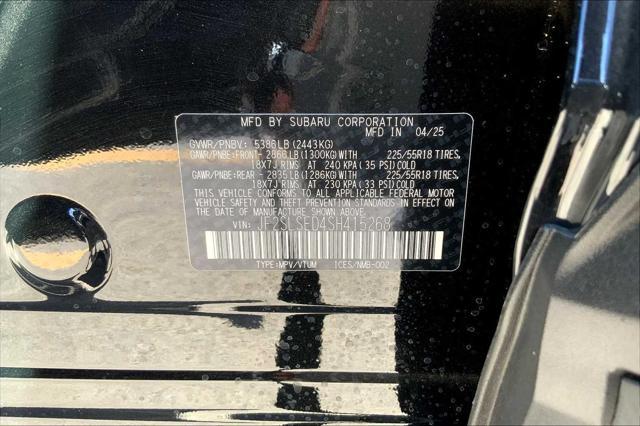 MFD BY SUBARU CORPORATION
MFD IN 04/25
GVWR/PNBV: 5386LB (2443KG)
GAWR/PNBE:FRONT- 2866LB (1300KG)WITH 225/55R18 TIRES,
18X7J RIMS AT 240 KPA (35 PSI)COLD
GAWR/PNBE:REAR - 2835LB (1286KG)WITH 225/55R18 TIRES,
18X7J RIMS AT 230 KPA (33 PSI)COLD
THIS VEHICLE CONFORMS TO ALL APPLICABLE FEDERAL MOTOR
VEHICLE SAFETY AND THEFT PREVENTION STANDARDS IN EFFECT
ON THE DATE OF MANUFACTURE SHOWN ABOVE.
VIN: JF2SLSED4SH415268
TYPE:MPV/VTUM ICES/NMB-002